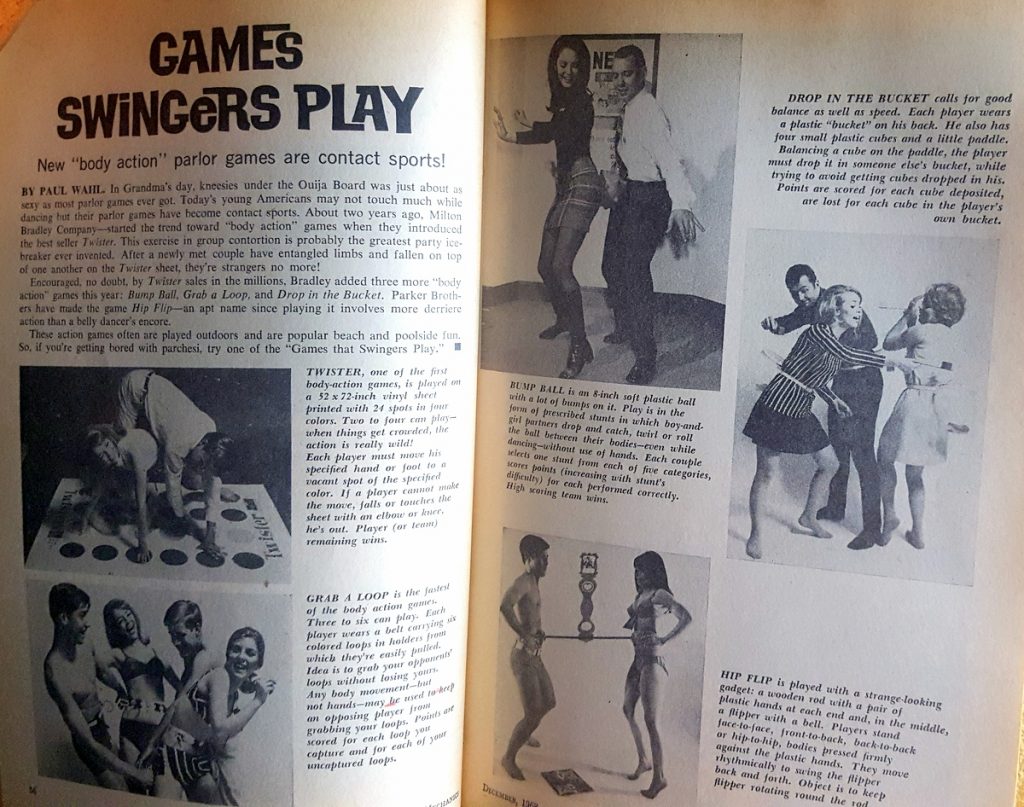 GAMES
SWINGERS PLAY
New "body action" parlor games are contact sports!
BY PAUL WAHL. In Grandma's day, kneesies under the Ouija Board was just about as
sexy as most parlor games ever got. Today's young Americans may not touch much while
dancing but their parlor games have become contact sports. About two years ago, Milton
Bradley Company—started the trend toward "body action" games when they introduced
the best seller Twister. This exercise in group contortion is probably the greatest party ice-
breaker ever invented. After a newly met couple have entangled limbs and fallen on top
of one another on the Twister sheet, they're strangers no more!
Encouraged, no doubt, by Twister sales in the millions, Bradley added three more "body
action" games this year: Bump Ball, Grab a Loop, and Drop in the Bucket. Parker Broth-
ers have made the game Hip Flip—an apt name since playing it involves more derriere
action than a belly dancer's encore.
These action games often are played outdoors and are popular beach and poolside fun.
So, if you're getting bored with parchesi, try one of the "Games that Swingers Play."
TWISTER, one of the first
body-action games, is played on
a 52 x 72-inch vinyl sheet
printed with 24 spots in four
colors. Two to four can play—
when things get crowded, the
action is really wild!
Each player must move his
specified hand or foot to a
vacant spot of the specified
color. If a player cannot make
the move, falls or touches the
sheet with an elbow or knee,
he's out. Player (or team)
remaining wins.
Twister
GRAB A LOOP is the fastest
of the body action games.
Three to six can play. Each
player wears a belt carrying six
colored loops in holders from
which they're easily pulled.
Idea is to grab your opponents'
loops without losing yours.
Any body movement—but
not hands—may be used to keep
an opposing player from
grabbing your loops. Points are
scored for each loop you
capture and for each of your
uncaptured loops.
NE
DROP IN THE BUCKET calls for good
balance as well as speed. Each player wears
a plastic "bucket" on his back. He also has
four small plastic cubes and a little paddle.
Balancing a cube on the paddle, the player
must drop it in someone else's bucket, while
trying to avoid getting cubes dropped in his.
Points are scored for each cube deposited,
are lost for each cube in the player's
own bucket.
BUMP BALL is an 8-inch soft plastic ball
with a lot of bumps on it. Play is in the
form of prescribed stunts in which boy-and-
girl partners drop and catch, twirl or roll
the ball between their bodies—even while
dancing—without use of hands. Each couple
selects one stunt from each of five categories,
scores points (increasing with stunt's
difficulty) for each performed correctly.
High scoring team wins.
HIP FLIP is played with a strange-looking
gadget: a wooden rod with a pair of
plastic hands at each end and, in the middle,
a flipper with a bell. Players stand
face-to-face, front-to-back, back-to-back
or hip-to-hip, bodies pressed firmly
against the plastic hands. They move
rhythmically to swing the flipper
back and forth. Object is to keep
flipper rotating round the rod
DECEMBER,